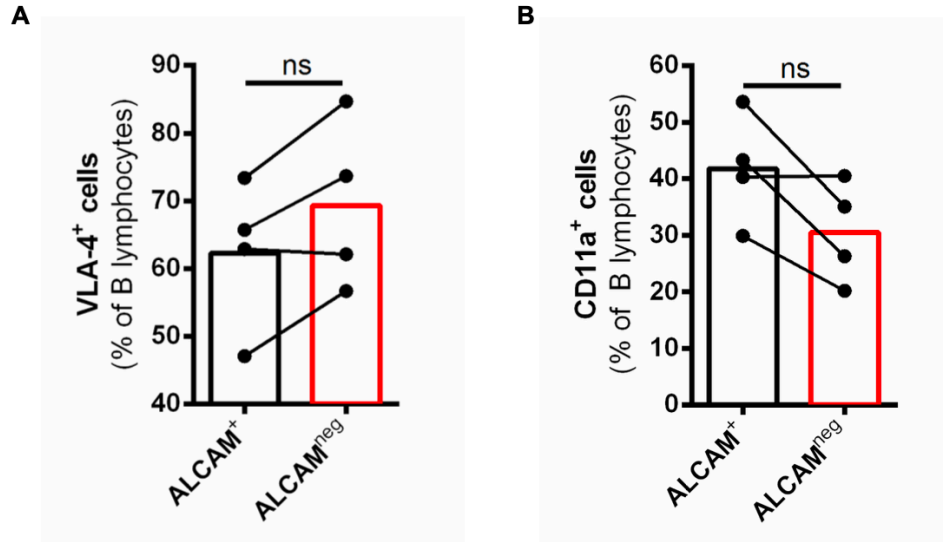 A
VLA-4⁺ cells
(% of B lymphocytes)
90
80
70
60
50
40
ns
ALCAM⁺
ALCAMⁿᵉᵍ
B
CD11a⁺ cells
(% of B lymphocytes)
60
50
40
30
20
10
0
ns
ALCAM⁺
ALCAMⁿᵉᵍ